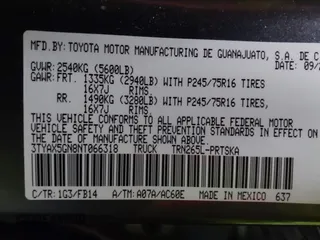 MFD.BY: TOYOTA MOTOR MANUFACTURING DE GUANAJUATO, S.A. DE C
GVWR: 2540KG (5600LB) 09/2
GAWR: FRT. 1335KG (2940LB) WITH P245/75R16 TIRES
16X7J RIMS,
RR. 1490KG (3280LB) WITH P245/75R16 TIRES
16X7J RIMS,
THIS VEHICLE CONFORMS TO ALL APPLICABLE FEDERAL MOTOR
VEHICLE SAFETY STANDARDS IN EFFECT ON THE DATE OF
MANUFACTURE SHOWN ABOVE.
3TYAX5GN8NT066318 TRUCK TRN265L-PRTSKA
C/TR: 1G3/FB14 A/TM: A07A/AC60E MADE IN MEXICO 637